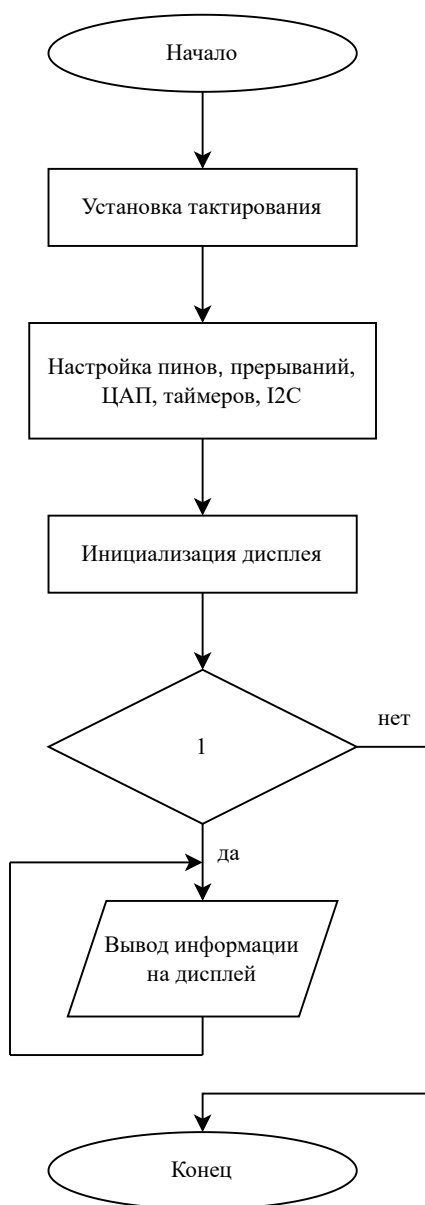 Начало
Установка тактирования
Настройка пинов, прерываний,
ЦАП, таймеров, I2C
Инициализация дисплея
1
нет
да
Вывод информации
на дисплей
Конец